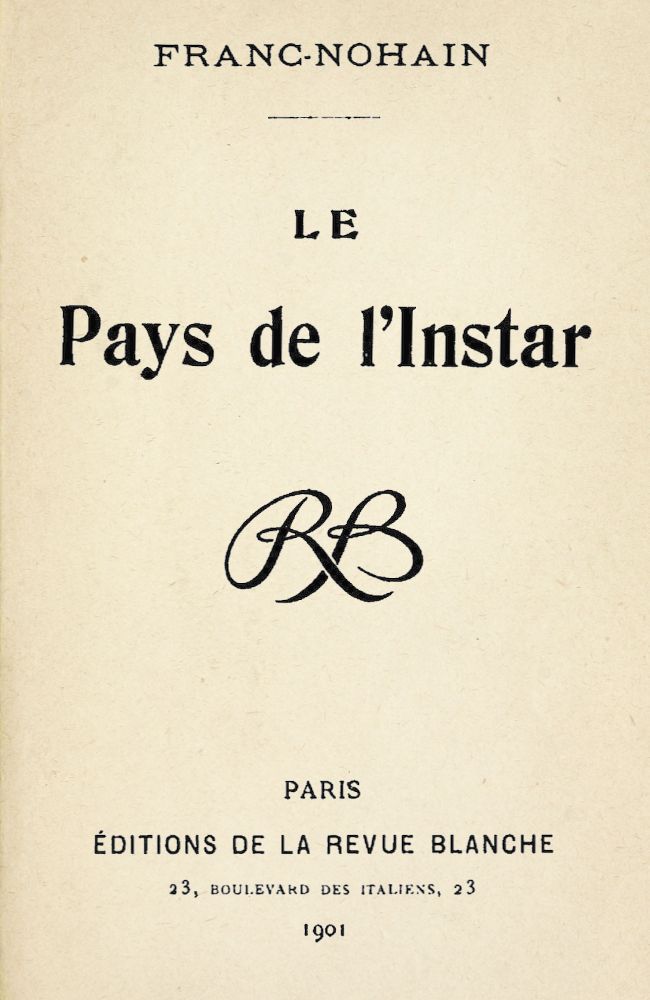 FRANC-NOHAIN
LE
Pays de l'Instar
RB
PARIS
ÉDITIONS DE LA REVUE BLANCHE
23, BOULEVARD DES ITALIENS, 23
1901